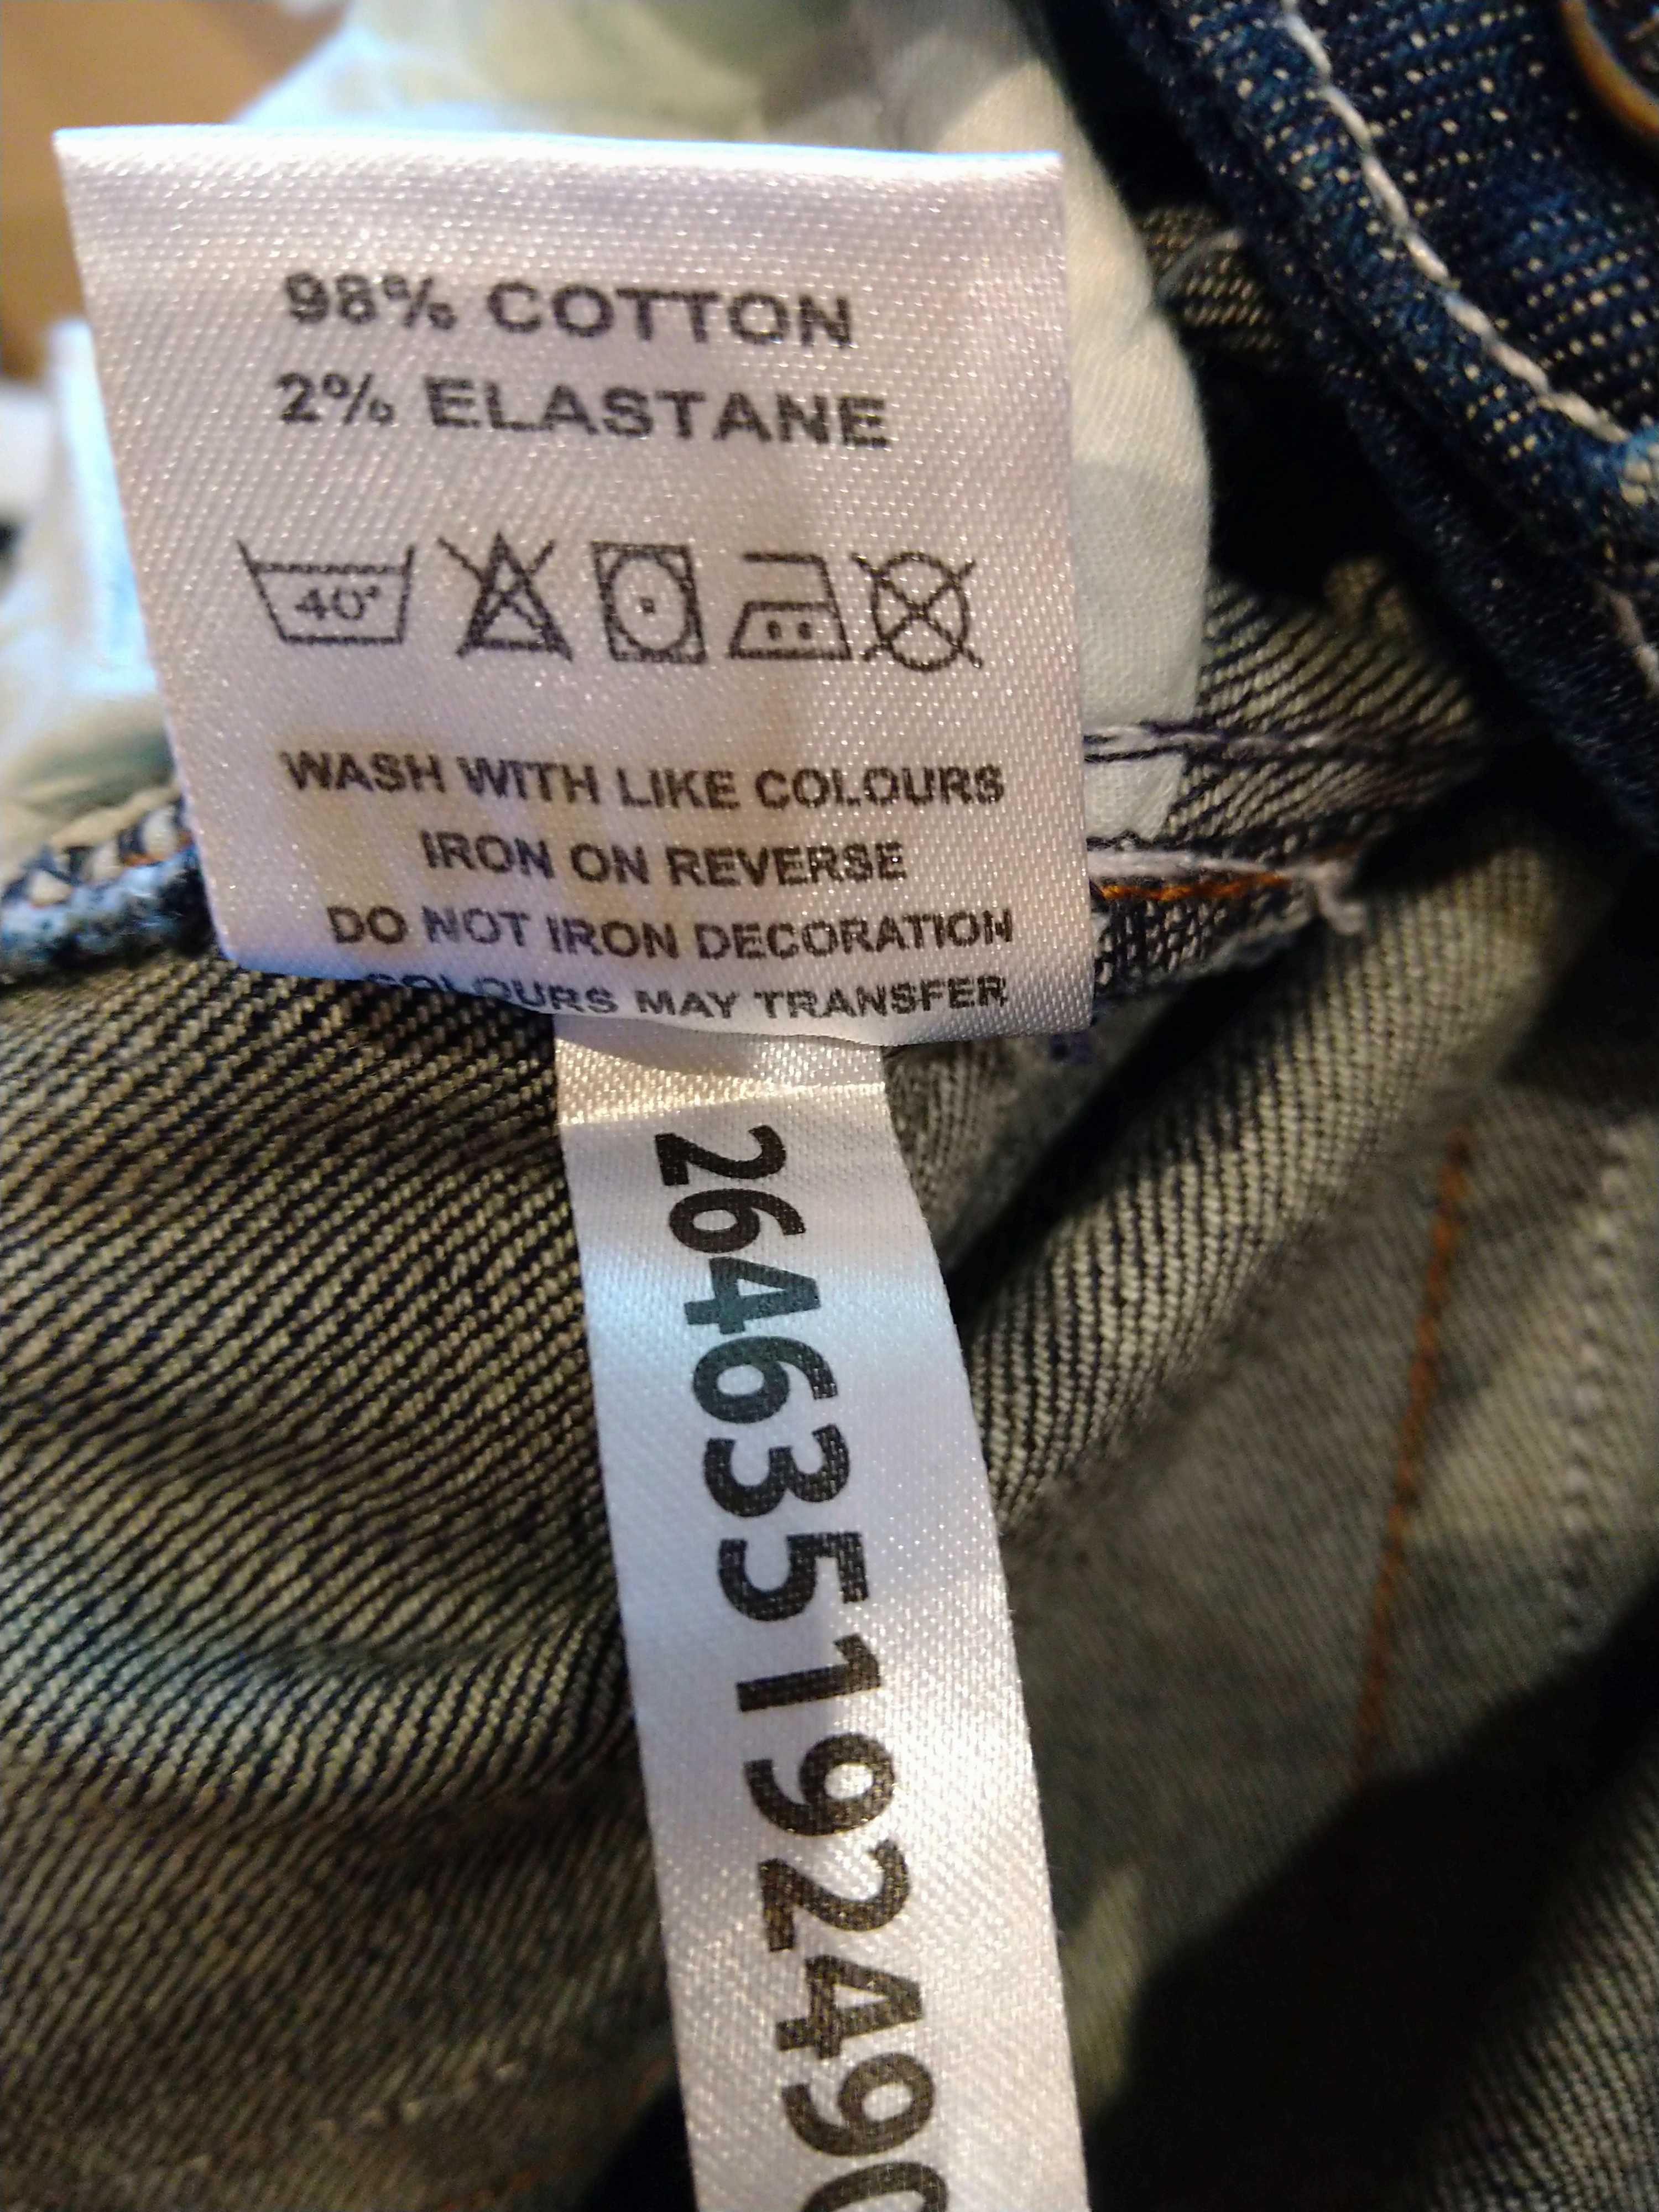 98% COTTON
2% ELASTANE
40°
WASH WITH LIKE COLOURS
IRON ON REVERSE
DO NOT IRON DECORATION
COLOURS MAY TRANSFER
26463519249